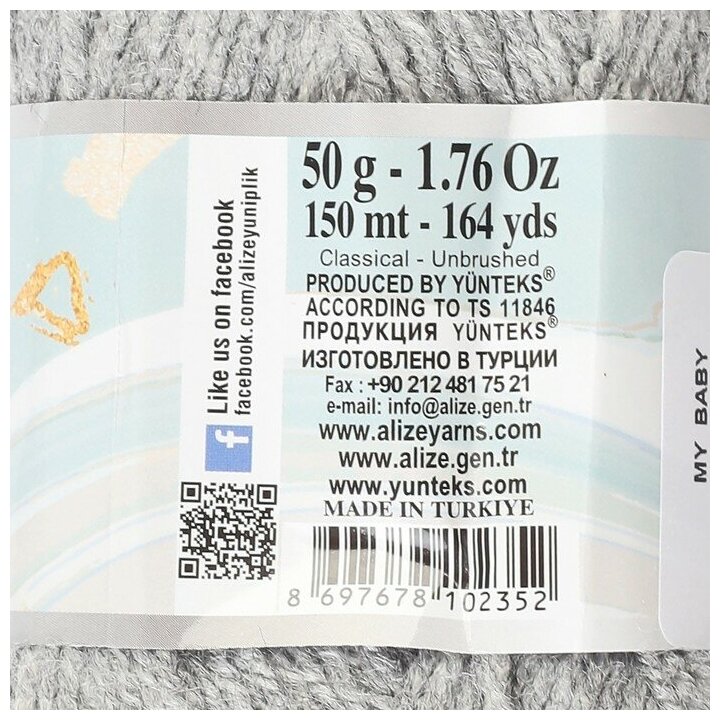 50 g - 1.76 Oz
150 mt - 164 yds
Classical - Unbrushed
PRODUCED BY YÜNTEKS®
ACCORDING TO TS 11846
ПРОДУКЦИЯ YÜNTEKS®
ИЗГОТОВЛЕНО В ТУРЦИИ
Fax : +90 212 481 75 21
e-mail: info@alize.gen.tr
www.alizeyarns.com
www.alize.gen.tr
www.yunteks.com
MADE IN TURKIYE
8 697678 102352
f Like us on facebook
facebook.com/alizeyuniplik
MY BABY